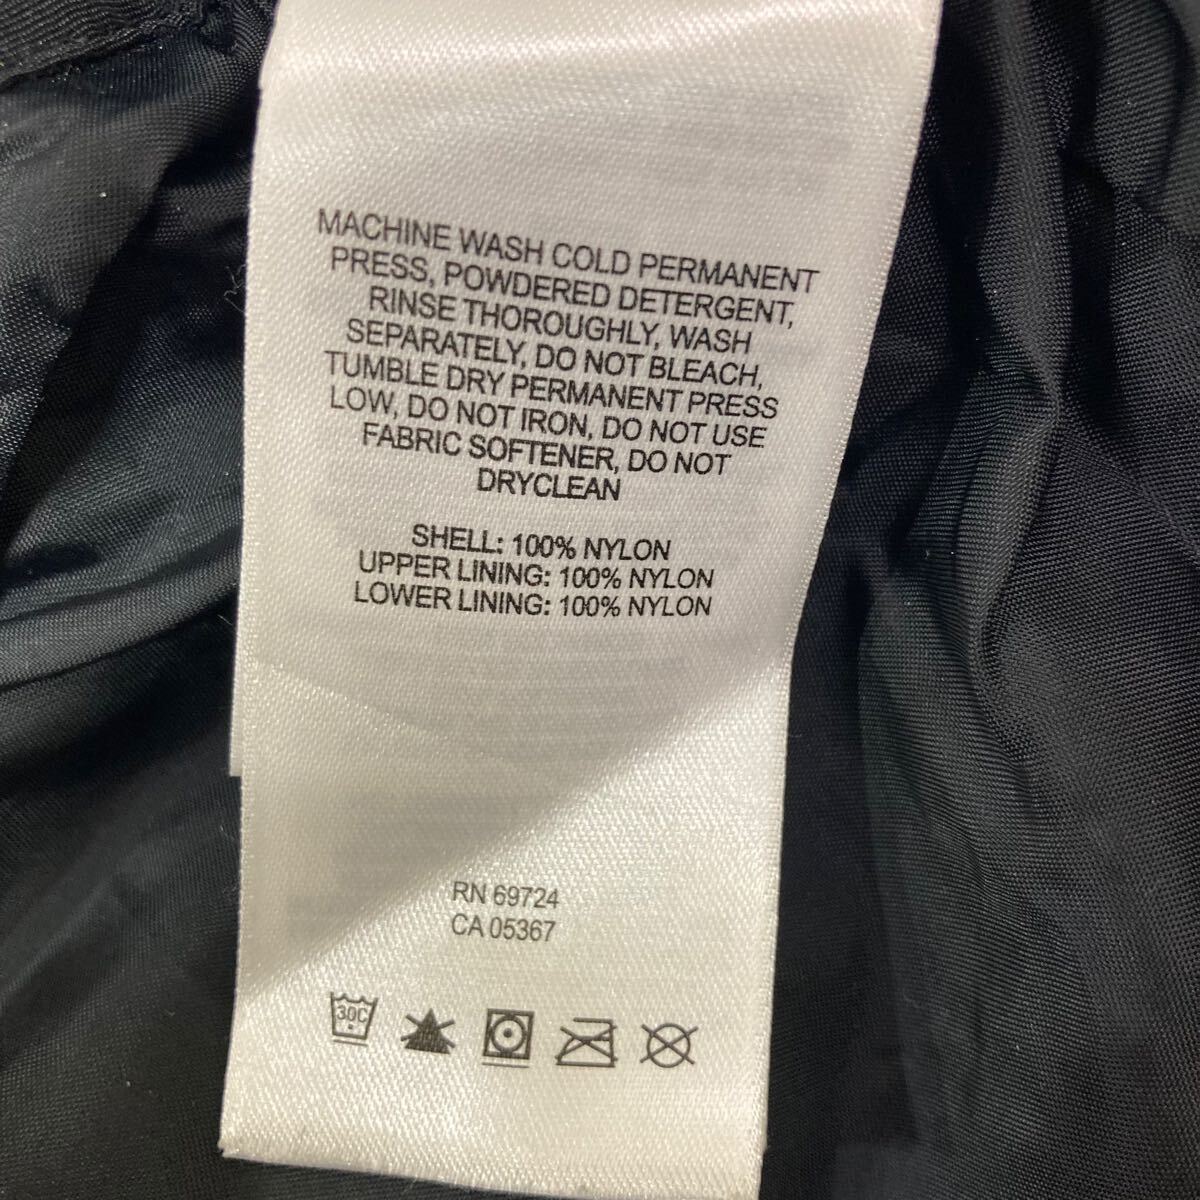 MACHINE WASH COLD PERMANENT
PRESS, POWDERED DETERGENT,
RINSE THOROUGHLY, WASH
SEPARATELY, DO NOT BLEACH,
TUMBLE DRY PERMANENT PRESS
LOW, DO NOT IRON, DO NOT USE
FABRIC SOFTENER, DO NOT
DRYCLEAN
SHELL: 100% NYLON
UPPER LINING: 100% NYLON
LOWER LINING: 100% NYLON
RN 69724
CA 05367
30C